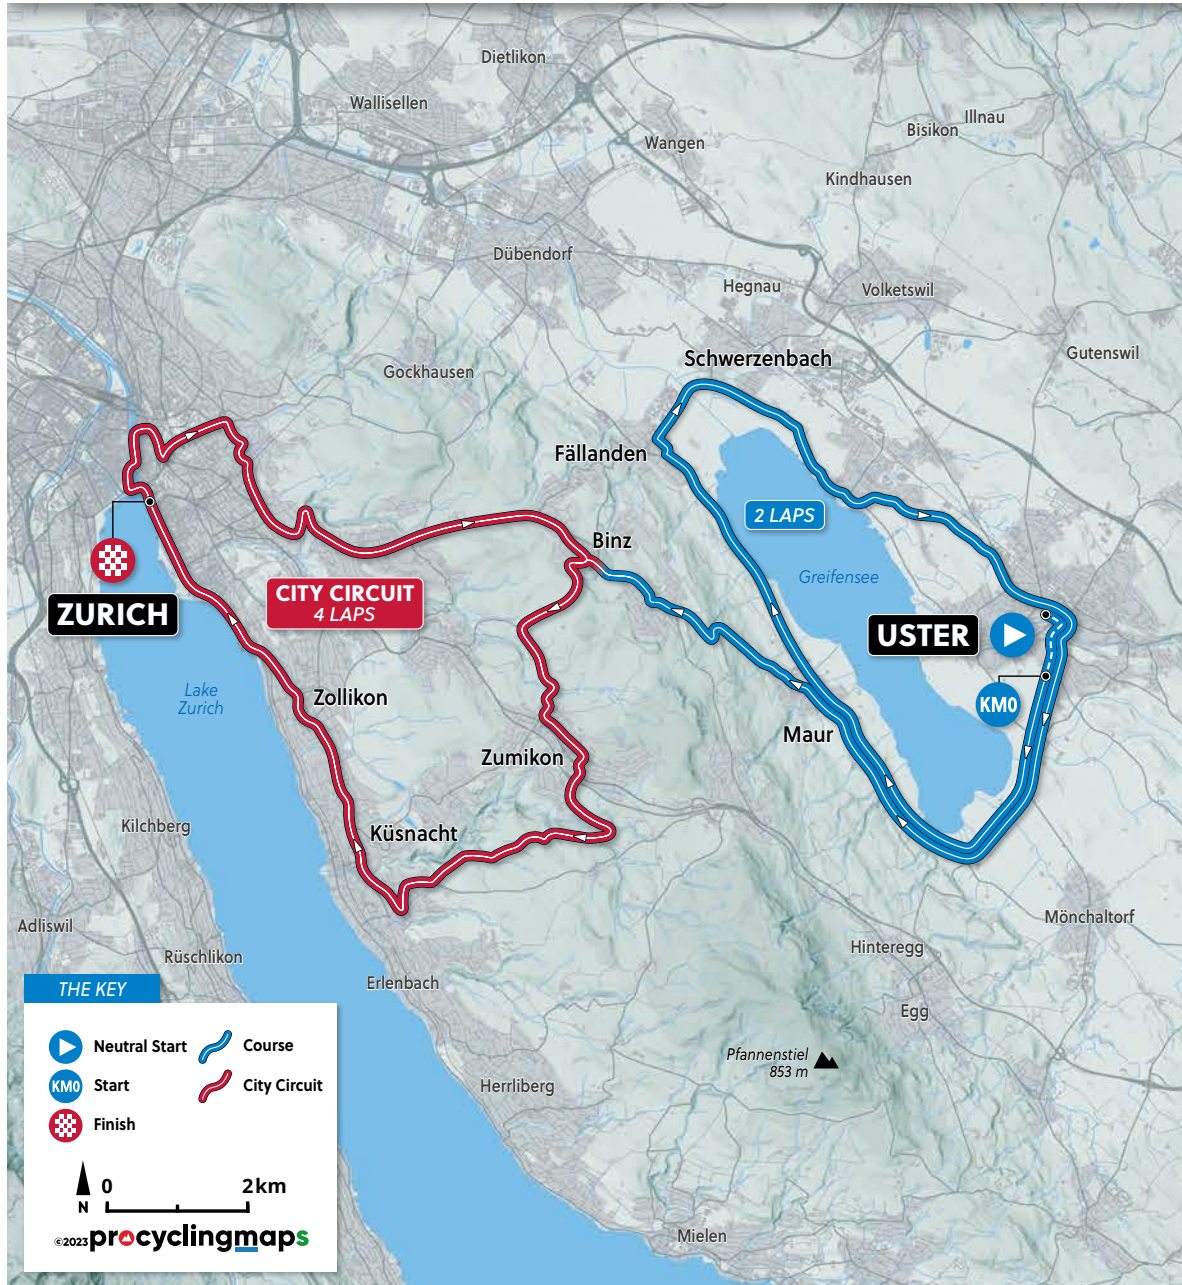 Dietlikon
Wallisellen
Illnau
Bisikon
Wangen
Kindhausen
Dübendorf
Hegnau
Volketswil
Gutenswil
Schwerzenbach
Gockhausen
Fällanden
2 LAPS
Binz
Greifensee
CITY CIRCUIT
4 LAPS
ZURICH
USTER
Lake
Zurich
Zollikon
KM0
Maur
Zumikon
Kilchberg
Küsnacht
Adliswil
Rüschlikon
Mönchaltorf
Hinteregg
Erlenbach
Egg
Pfannenstiel
853 m
Herrliberg
Mielen
THE KEY
Neutral Start
Course
KM0 Start
City Circuit
Finish
N
0 2km
©2023 procyclingmaps